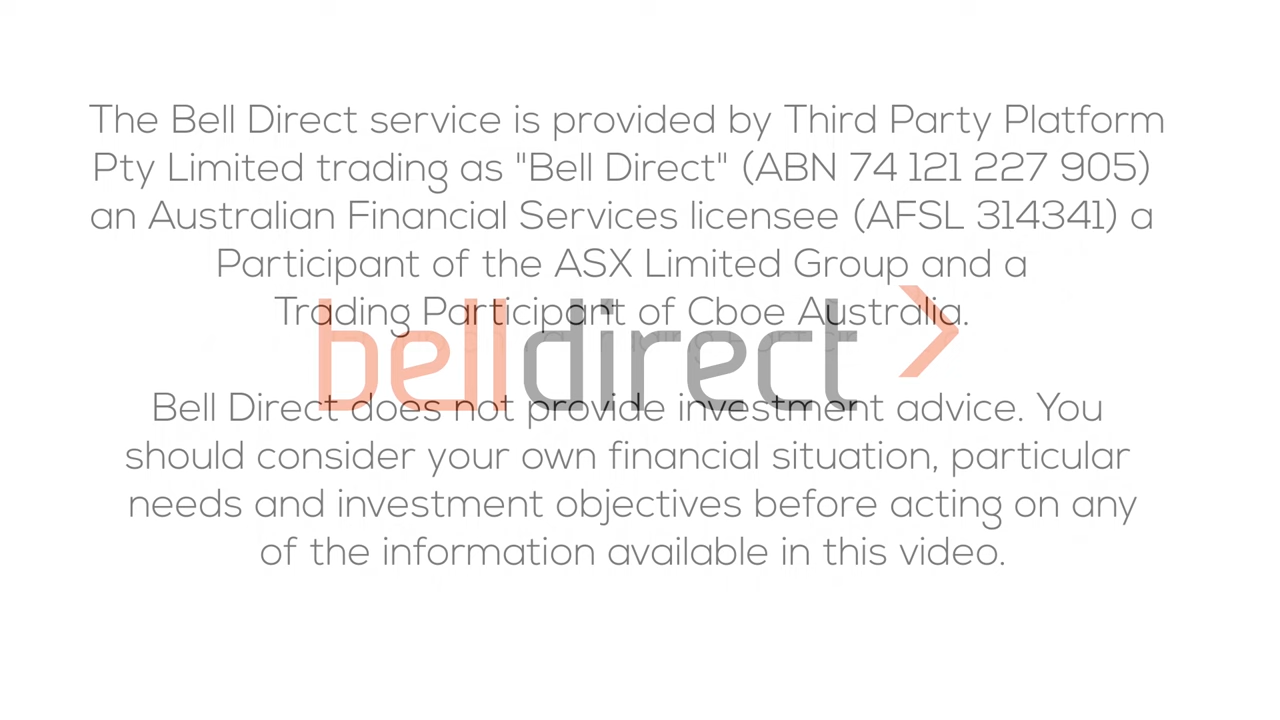 The Bell Direct service is provided by Third Party Platform
Pty Limited trading as "Bell Direct" (ABN 74 121 227 905)
an Australian Financial Services licensee (AFSL 314341) a
Participant of the ASX Limited Group and a
Trading Participant of Cboe Australia.
belldirect
Bell Direct does not provide investment advice. You
should consider your own financial situation, particular
needs and investment objectives before acting on any
of the information available in this video.